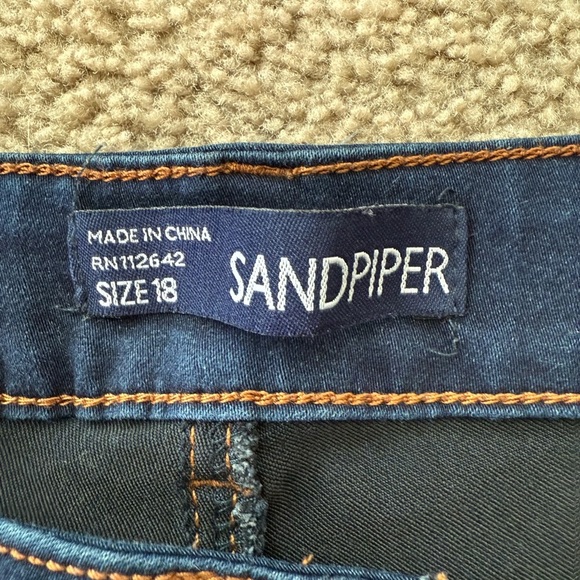 MADE IN CHINA
RN112642
SIZE 18
SANDPIPER